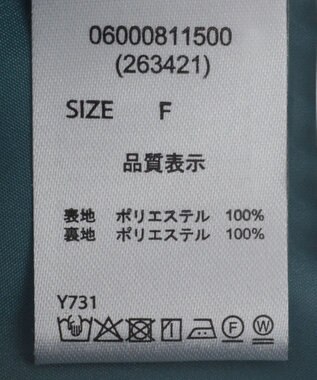 06000811500
(263421)
SIZE F
品質表示
表地 ポリエステル 100%
裏地 ポリエステル 100%
Y731
F W